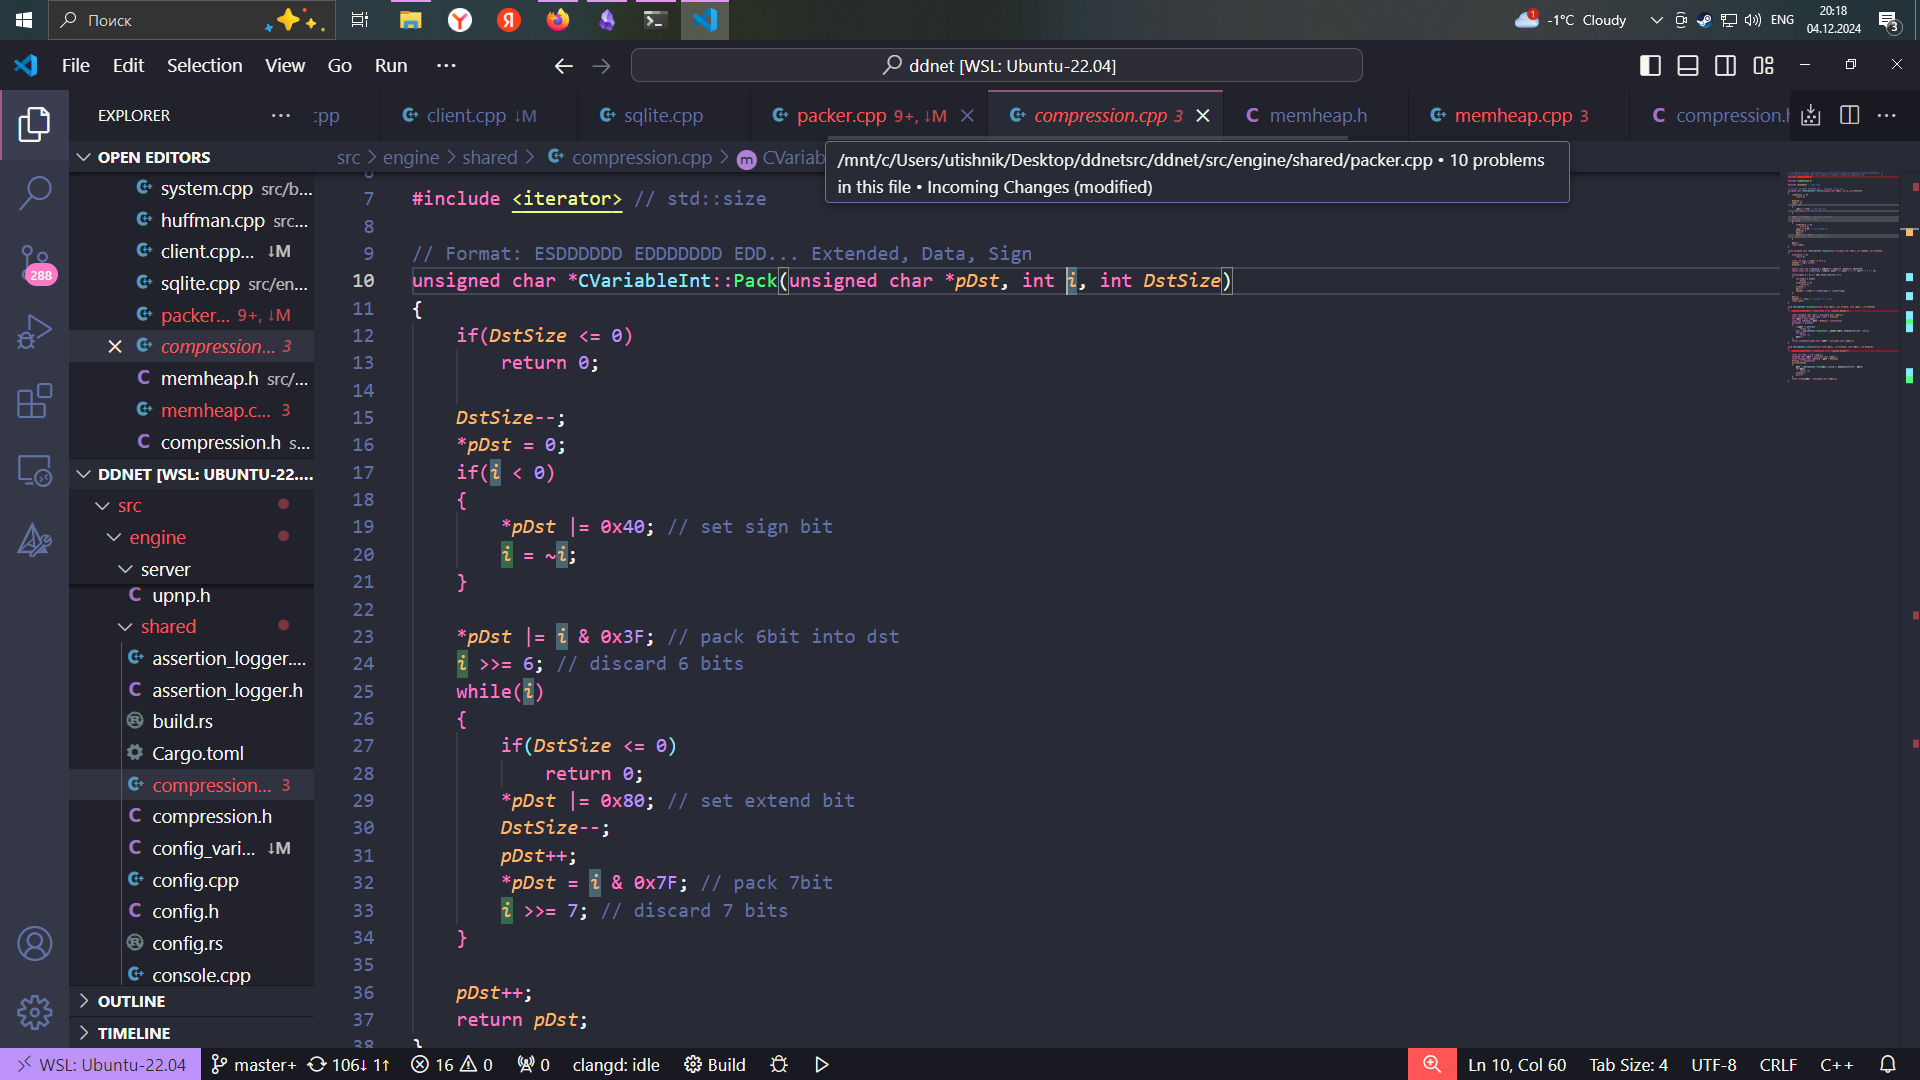 Поиск
-1°C Cloudy
ENG
20:18
04.12.2024
3
File Edit Selection View Go Run ...
ddnet [WSL: Ubuntu-22.04]
EXPLORER ...
:cpp
client.cpp ↓M
sqlite.cpp
packer.cpp 9+, ↓M
compression.cpp 3
memheap.h
memheap.cpp 3
compression.h
OPEN EDITORS
system.cpp src/b...
huffman.cpp src...
client.cpp... ↓M
sqlite.cpp src/en...
packer... 9+, ↓M
compression... 3
memheap.h src/...
memheap.c... 3
compression.h s...
288
DDNET [WSL: UBUNTU-22....
src
engine
server
upnp.h
shared
assertion_logger....
assertion_logger.h
build.rs
Cargo.toml
compression... 3
compression.h
config_vari... ↓M
config.cpp
config.h
config.rs
console.cpp
OUTLINE
TIMELINE
src > engine > shared > compression.cpp > CVariab
/mnt/c/Users/utishnik/Desktop/ddnetsrc/ddnet/src/engine/shared/packer.cpp • 10 problems
in this file • Incoming Changes (modified)
7 #include <iterator> // std::size
8
9 // Format: ESDDDDDD EDDDDDDD EDD... Extended, Data, Sign
10 unsigned char *CVariableInt::Pack(unsigned char *pDst, int i, int DstSize)
11 {
12 if(DstSize <= 0)
13 return 0;
14
15 DstSize--;
16 *pDst = 0;
17 if(i < 0)
18 {
19 *pDst |= 0x40; // set sign bit
20 i = ~i;
21 }
22
23 *pDst |= i & 0x3F; // pack 6bit into dst
24 i >>= 6; // discard 6 bits
25 while(i)
26 {
27 if(DstSize <= 0)
28 return 0;
29 *pDst |= 0x80; // set extend bit
30 DstSize--;
31 pDst++;
32 *pDst = i & 0x7F; // pack 7bit
33 i >>= 7; // discard 7 bits
34 }
35
36 pDst++;
37 return pDst;
38 }
WSL: Ubuntu-22.04 master+ 106↓ 1↑ 16 0 0 clangd: idle Build
Ln 10, Col 60 Tab Size: 4 UTF-8 CRLF C++